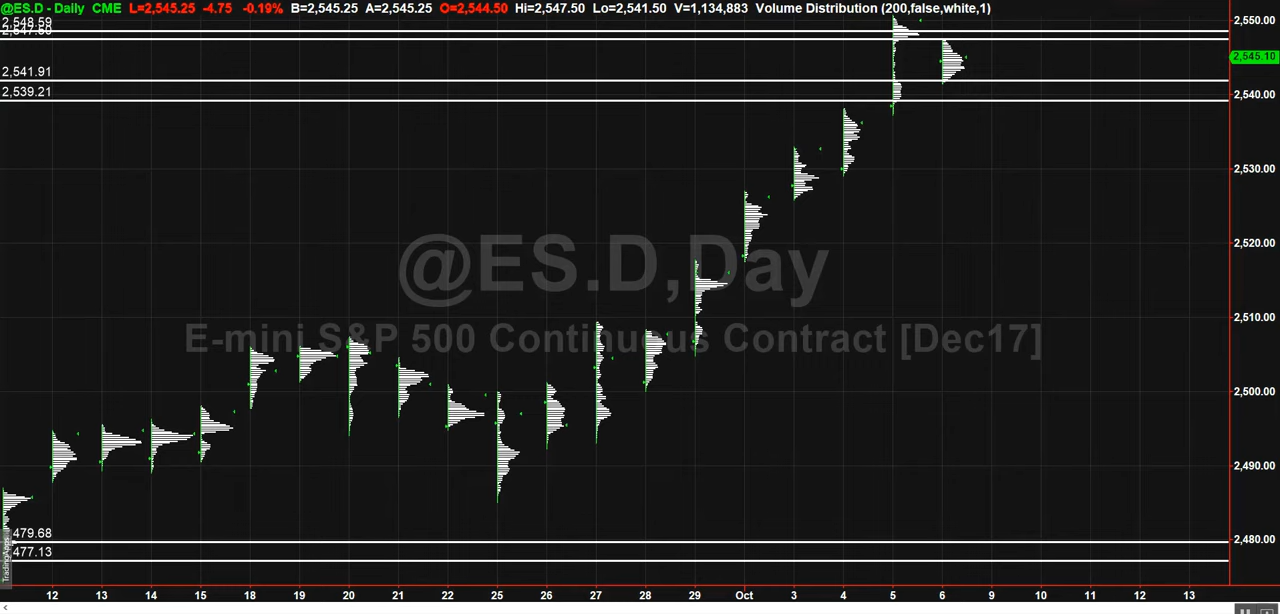 @ES.D - Daily CME L=2,545.25 -4.75 -0.19% B=2,545.25 A=2,545.25 O=2,544.50 Hi=2,547.50 Lo=2,541.50 V=1,134,883 Volume Distribution (200,false,white,1)
2,550.00
2,548.59
2,545.10
2,541.91
2,539.21
2,540.00
2,530.00
2,520.00
@ES.D,Day
2,510.00
E-mini S&P 500 Continuous Contract [Dec17]
2,500.00
2,490.00
479.68
2,480.00
477.13
TradingApps
12 13 14 15 18 19 20 21 22 25 26 27 28 29 Oct 3 4 5 6 9 10 11 12 13